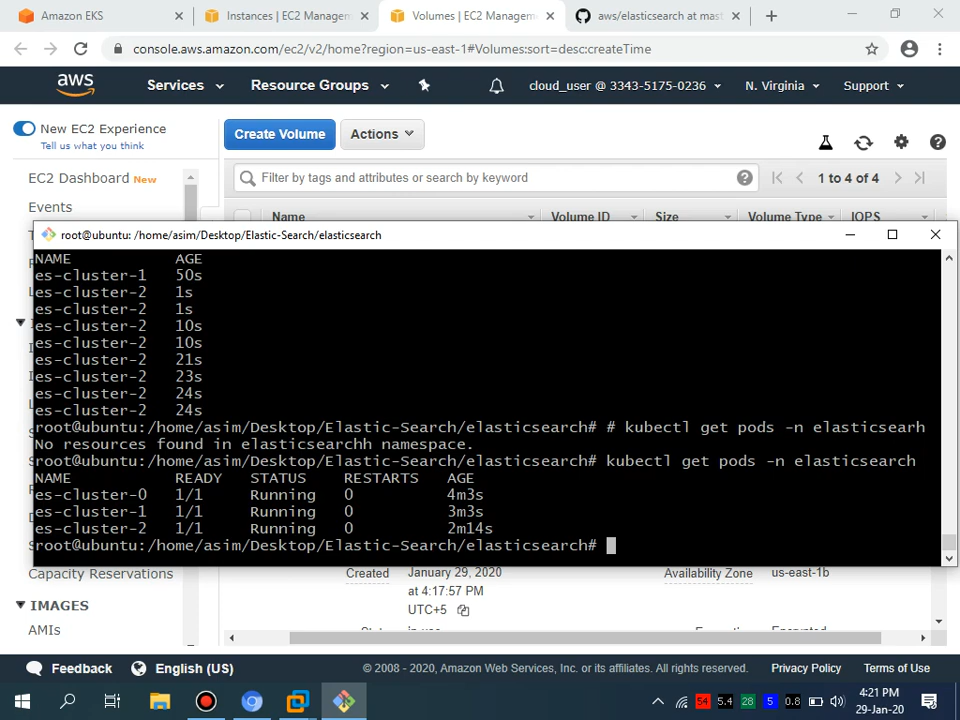 Amazon EKS
Instances | EC2 Managem
Volumes | EC2 Managem
aws/elasticsearch at mast
console.aws.amazon.com/ec2/v2/home?region=us-east-1#Volumes:sort=desc:createTime
aws
Services
Resource Groups
cloud_user @ 3343-5175-0236
N. Virginia
Support
New EC2 Experience
Tell us what you think
Create Volume
Actions
EC2 Dashboard New
Filter by tags and attributes or search by keyword
1 to 4 of 4
Events
Name
Volume ID
Size
Volume Type
IOPS
root@ubuntu: /home/asim/Desktop/Elastic-Search/elasticsearch
NAME AGE
es-cluster-1 50s
es-cluster-2 1s
es-cluster-2 1s
es-cluster-2 10s
es-cluster-2 10s
es-cluster-2 21s
es-cluster-2 23s
es-cluster-2 24s
es-cluster-2 24s
root@ubuntu:/home/asim/Desktop/Elastic-Search/elasticsearch# # kubectl get pods -n elasticsearh
No resources found in elasticsearchh namespace.
root@ubuntu:/home/asim/Desktop/Elastic-Search/elasticsearch# kubectl get pods -n elasticsearch
NAME READY STATUS RESTARTS AGE
es-cluster-0 1/1 Running 0 4m3s
es-cluster-1 1/1 Running 0 3m3s
es-cluster-2 1/1 Running 0 2m14s
root@ubuntu:/home/asim/Desktop/Elastic-Search/elasticsearch#
Capacity Reservations
IMAGES
AMIs
Created
January 29, 2020
at 4:17:57 PM
UTC+5
Availability Zone
us-east-1b
Feedback
English (US)
© 2008 - 2020, Amazon Web Services, Inc. or its affiliates. All rights reserved.
Privacy Policy
Terms of Use
54
5.4
28
5
0.8
4:21 PM
29-Jan-20